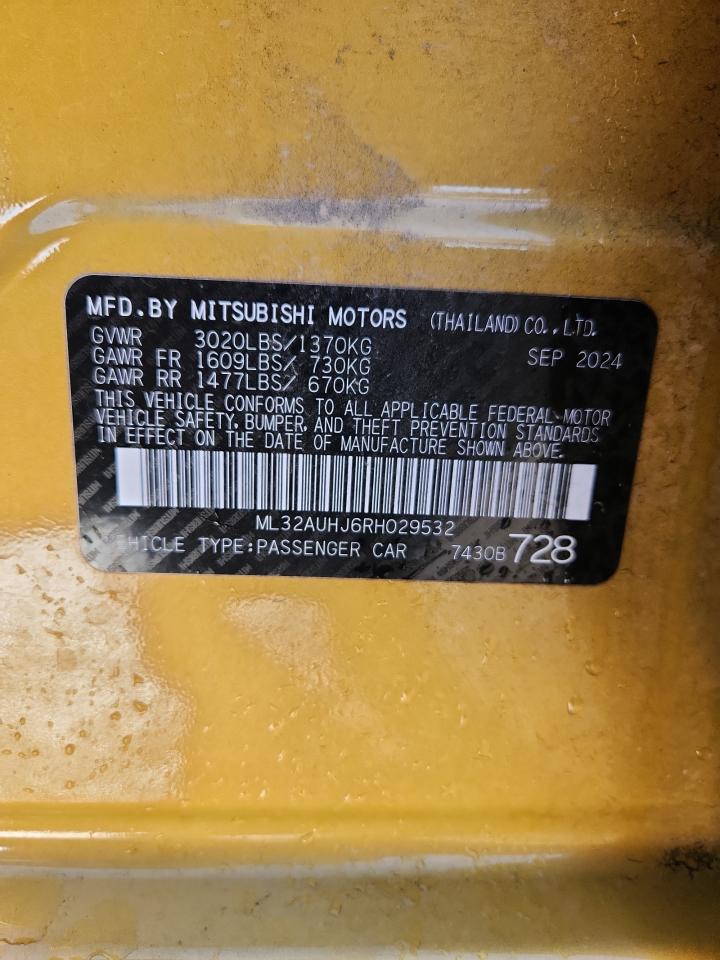 MFD.BY MITSUBISHI MOTORS (THAILAND)CO.,LTD.
GVWR 3020LBS/1370KG SEP 2024
GAWR FR 1609LBS/ 730KG
GAWR RR 1477LBS/ 670KG
THIS VEHICLE CONFORMS TO ALL APPLICABLE FEDERAL MOTOR
VEHICLE SAFETY, BUMPER, AND THEFT PREVENTION STANDARDS
IN EFFECT ON THE DATE OF MANUFACTURE SHOWN ABOVE.
ML32AUHJ6RH029532
VEHICLE TYPE:PASSENGER CAR 7430B 728